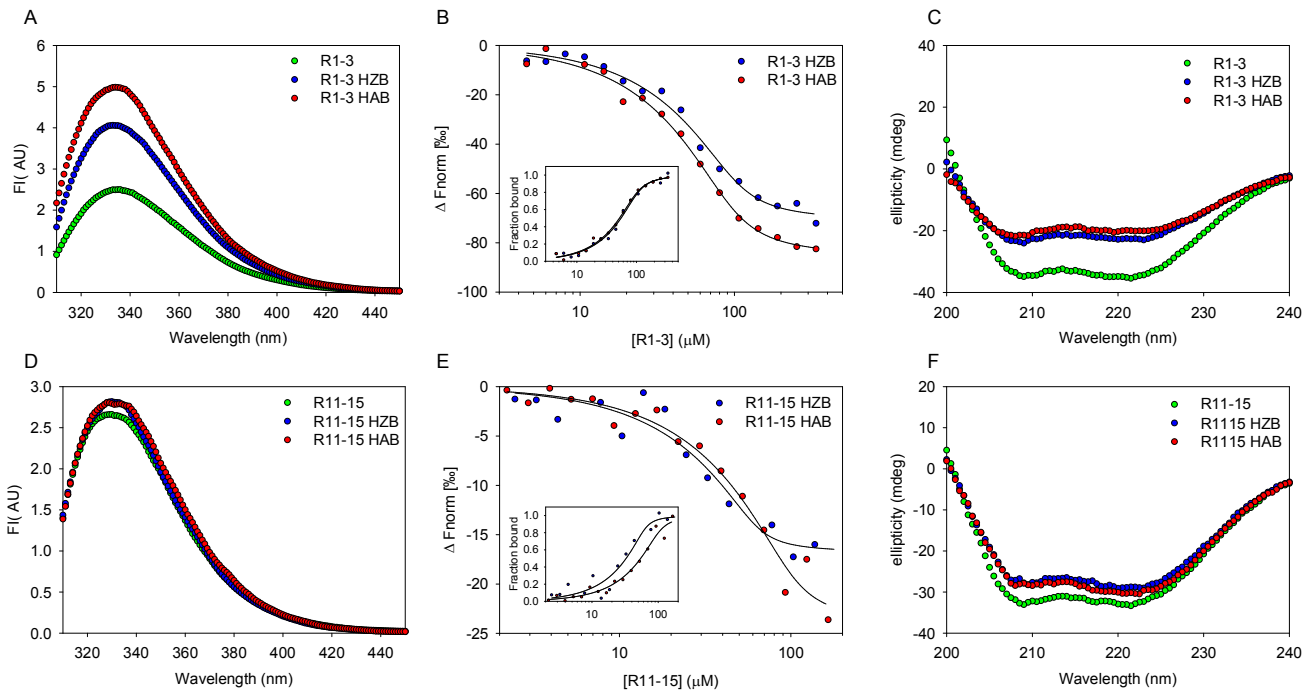 A
6
5
4
3
2
1
0
FI( AU)
320
340
360
380
400
420
440
Wavelength (nm)
R1-3
R1-3 HZB
R1-3 HAB
B
0
-20
-40
-60
-80
-100
Δ Fnorm [‰]
10
100
[R1-3] (μM)
R1-3 HZB
R1-3 HAB
Fraction bound
1.0
0.8
0.6
0.4
0.2
0.0
10
100
C
40
20
0
-20
-40
ellipticity (mdeg)
200
210
220
230
240
Wavelength (nm)
R1-3
R1-3 HZB
R1-3 HAB
D
3.0
2.5
2.0
1.5
1.0
0.5
0.0
FI( AU)
320
340
360
380
400
420
440
Wavelength (nm)
R11-15
R11-15 HZB
R11-15 HAB
E
0
-5
-10
-15
-20
-25
Δ Fnorm [‰]
10
100
[R11-15] (μM)
R11-15 HZB
R11-15 HAB
Fraction bound
1.0
0.8
0.6
0.4
0.2
0.0
10
100
F
20
10
0
-10
-20
-30
-40
ellipticity (mdeg)
200
210
220
230
240
Wavelength (nm)
R11-15
R1115 HZB
R1115 HAB